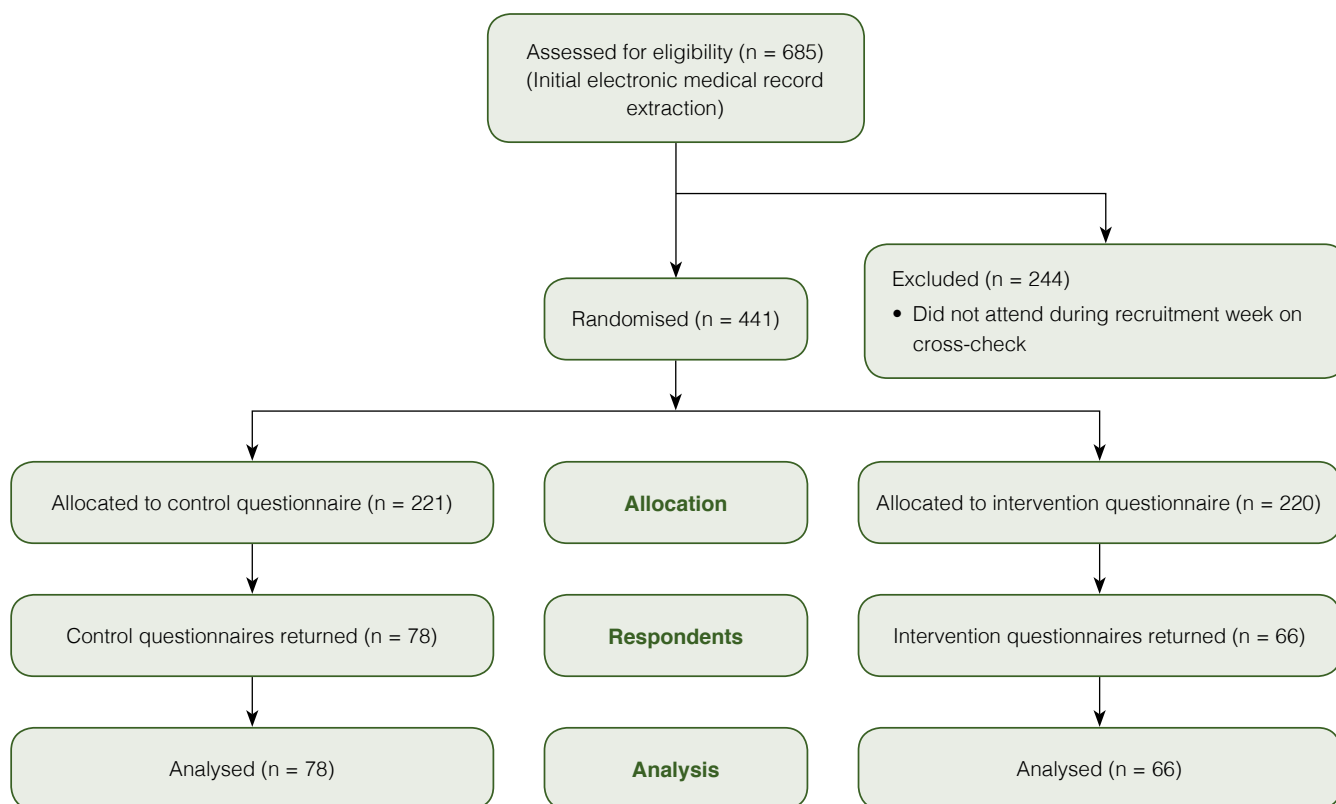 Assessed for eligibility (n = 685)
(Initial electronic medical record
extraction)
Excluded (n = 244)
• Did not attend during recruitment week on
cross-check
Randomised (n = 441)
Allocated to control questionnaire (n = 221)
Allocation
Allocated to intervention questionnaire (n = 220)
Control questionnaires returned (n = 78)
Respondents
Intervention questionnaires returned (n = 66)
Analysed (n = 78)
Analysis
Analysed (n = 66)